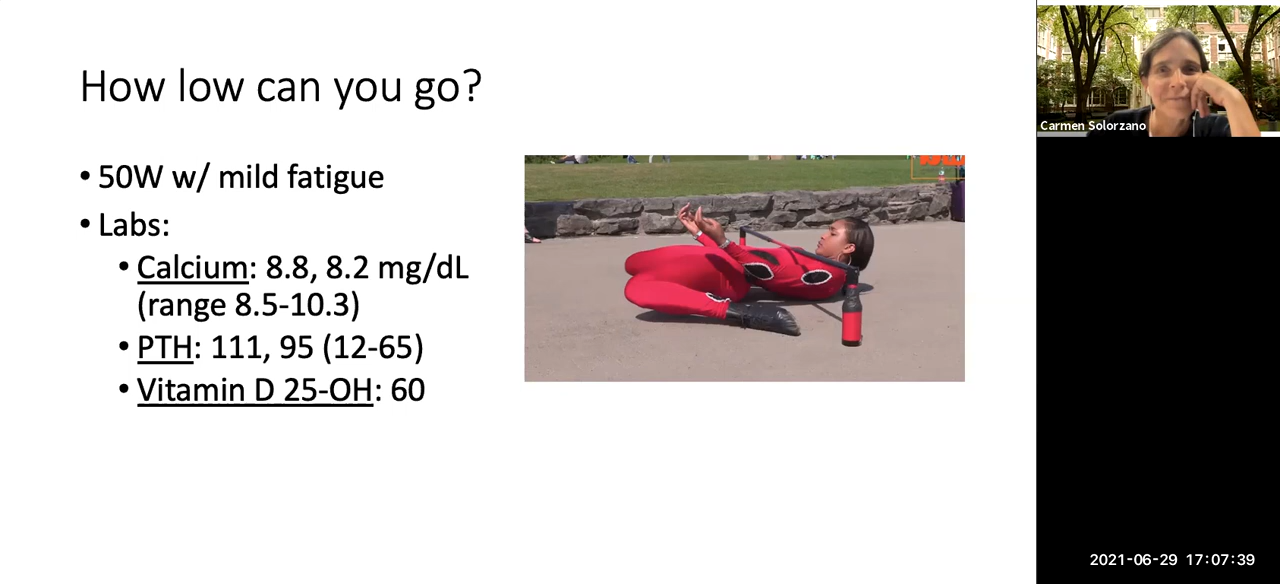 How low can you go?
• 50W w/ mild fatigue
• Labs:
• Calcium: 8.8, 8.2 mg/dL
(range 8.5-10.3)
• PTH: 111, 95 (12-65)
• Vitamin D 25-OH: 60
Carmen Solorzano
2021-06-29 17:07:39